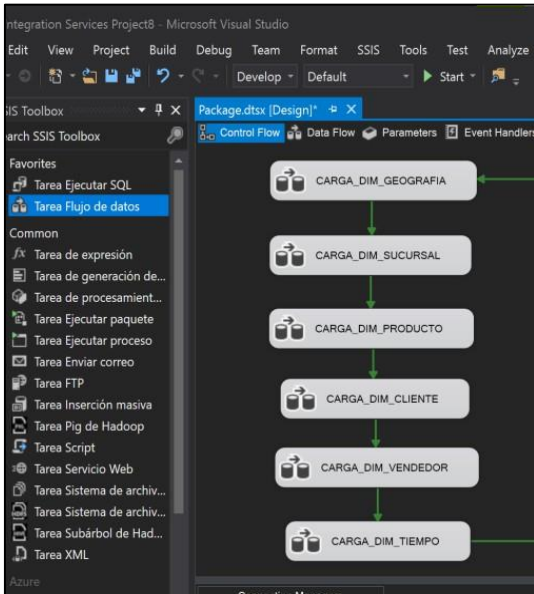 ntegration Services Project8 - Microsoft Visual Studio
Edit View Project Build Debug Team Format SSIS Tools Test Analyze
Develop Default Start
SIS Toolbox
Package.dtsx [Design]*
earch SSIS Toolbox
Control Flow Data Flow Parameters Event Handlers
Favorites
Tarea Ejecutar SQL
Tarea Flujo de datos
Common
Tarea de expresión
Tarea de generación de...
Tarea de procesamient...
Tarea Ejecutar paquete
Tarea Ejecutar proceso
Tarea Enviar correo
Tarea FTP
Tarea Inserción masiva
Tarea Pig de Hadoop
Tarea Script
Tarea Servicio Web
Tarea Sistema de archiv...
Tarea Sistema de archiv...
Tarea Subárbol de Had...
Tarea XML
Azure
CARGA_DIM_GEOGRAFIA
CARGA_DIM_SUCURSAL
CARGA_DIM_PRODUCTO
CARGA_DIM_CLIENTE
CARGA_DIM_VENDEDOR
CARGA_DIM_TIEMPO